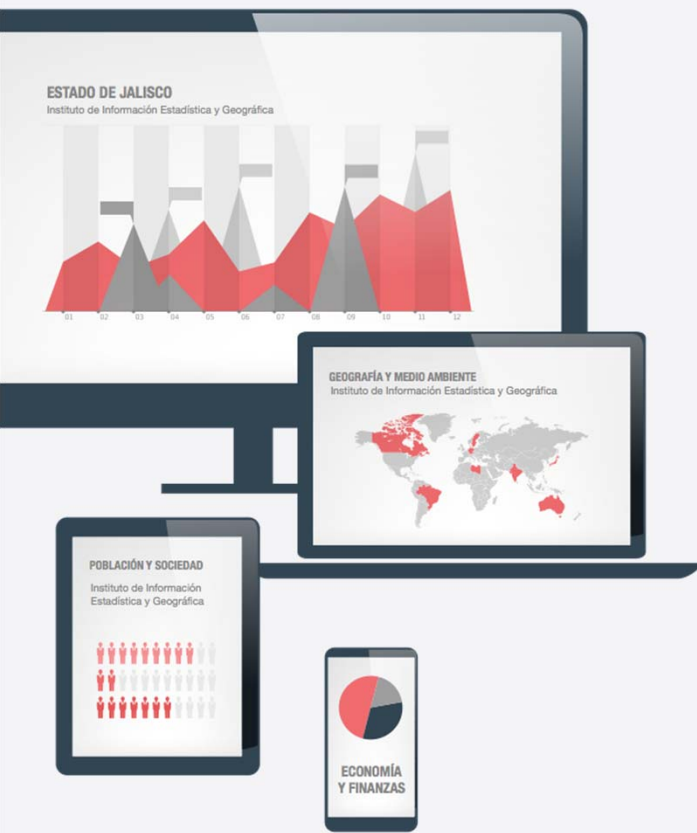 ESTADO DE JALISCO
Instituto de Información Estadística y Geográfica
01 02 03 04 05 06 07 08 09 10 11 12
GEOGRAFÍA Y MEDIO AMBIENTE
Instituto de Información Estadística y Geográfica
POBLACIÓN Y SOCIEDAD
Instituto de Información
Estadística y Geográfica
ECONOMÍA
Y FINANZAS